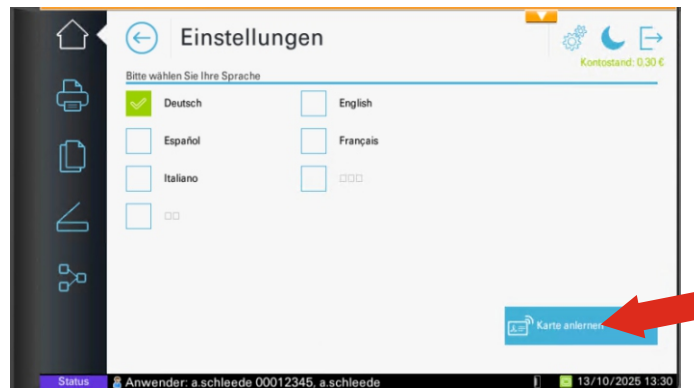 Einstellungen
Kontostand: 0,30 €
Bitte wählen Sie Ihre Sprache
Deutsch
English
Español
Français
Italiano
□□□
□□
Karte anlernen
Status
Anwender: a.schleede 00012345, a.schleede
13/10/2025 13:30